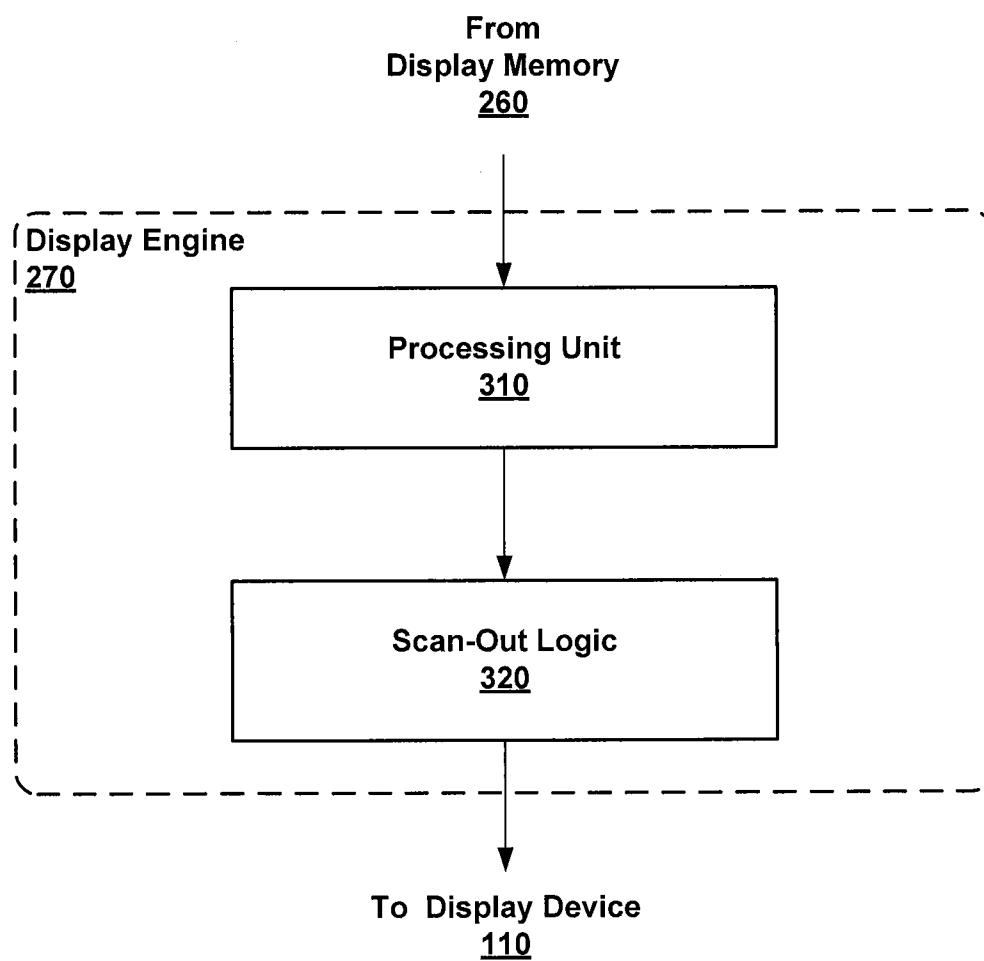 From
Display Memory
260
Display Engine
270
Processing Unit
310
Scan-Out Logic
320
To Display Device
110